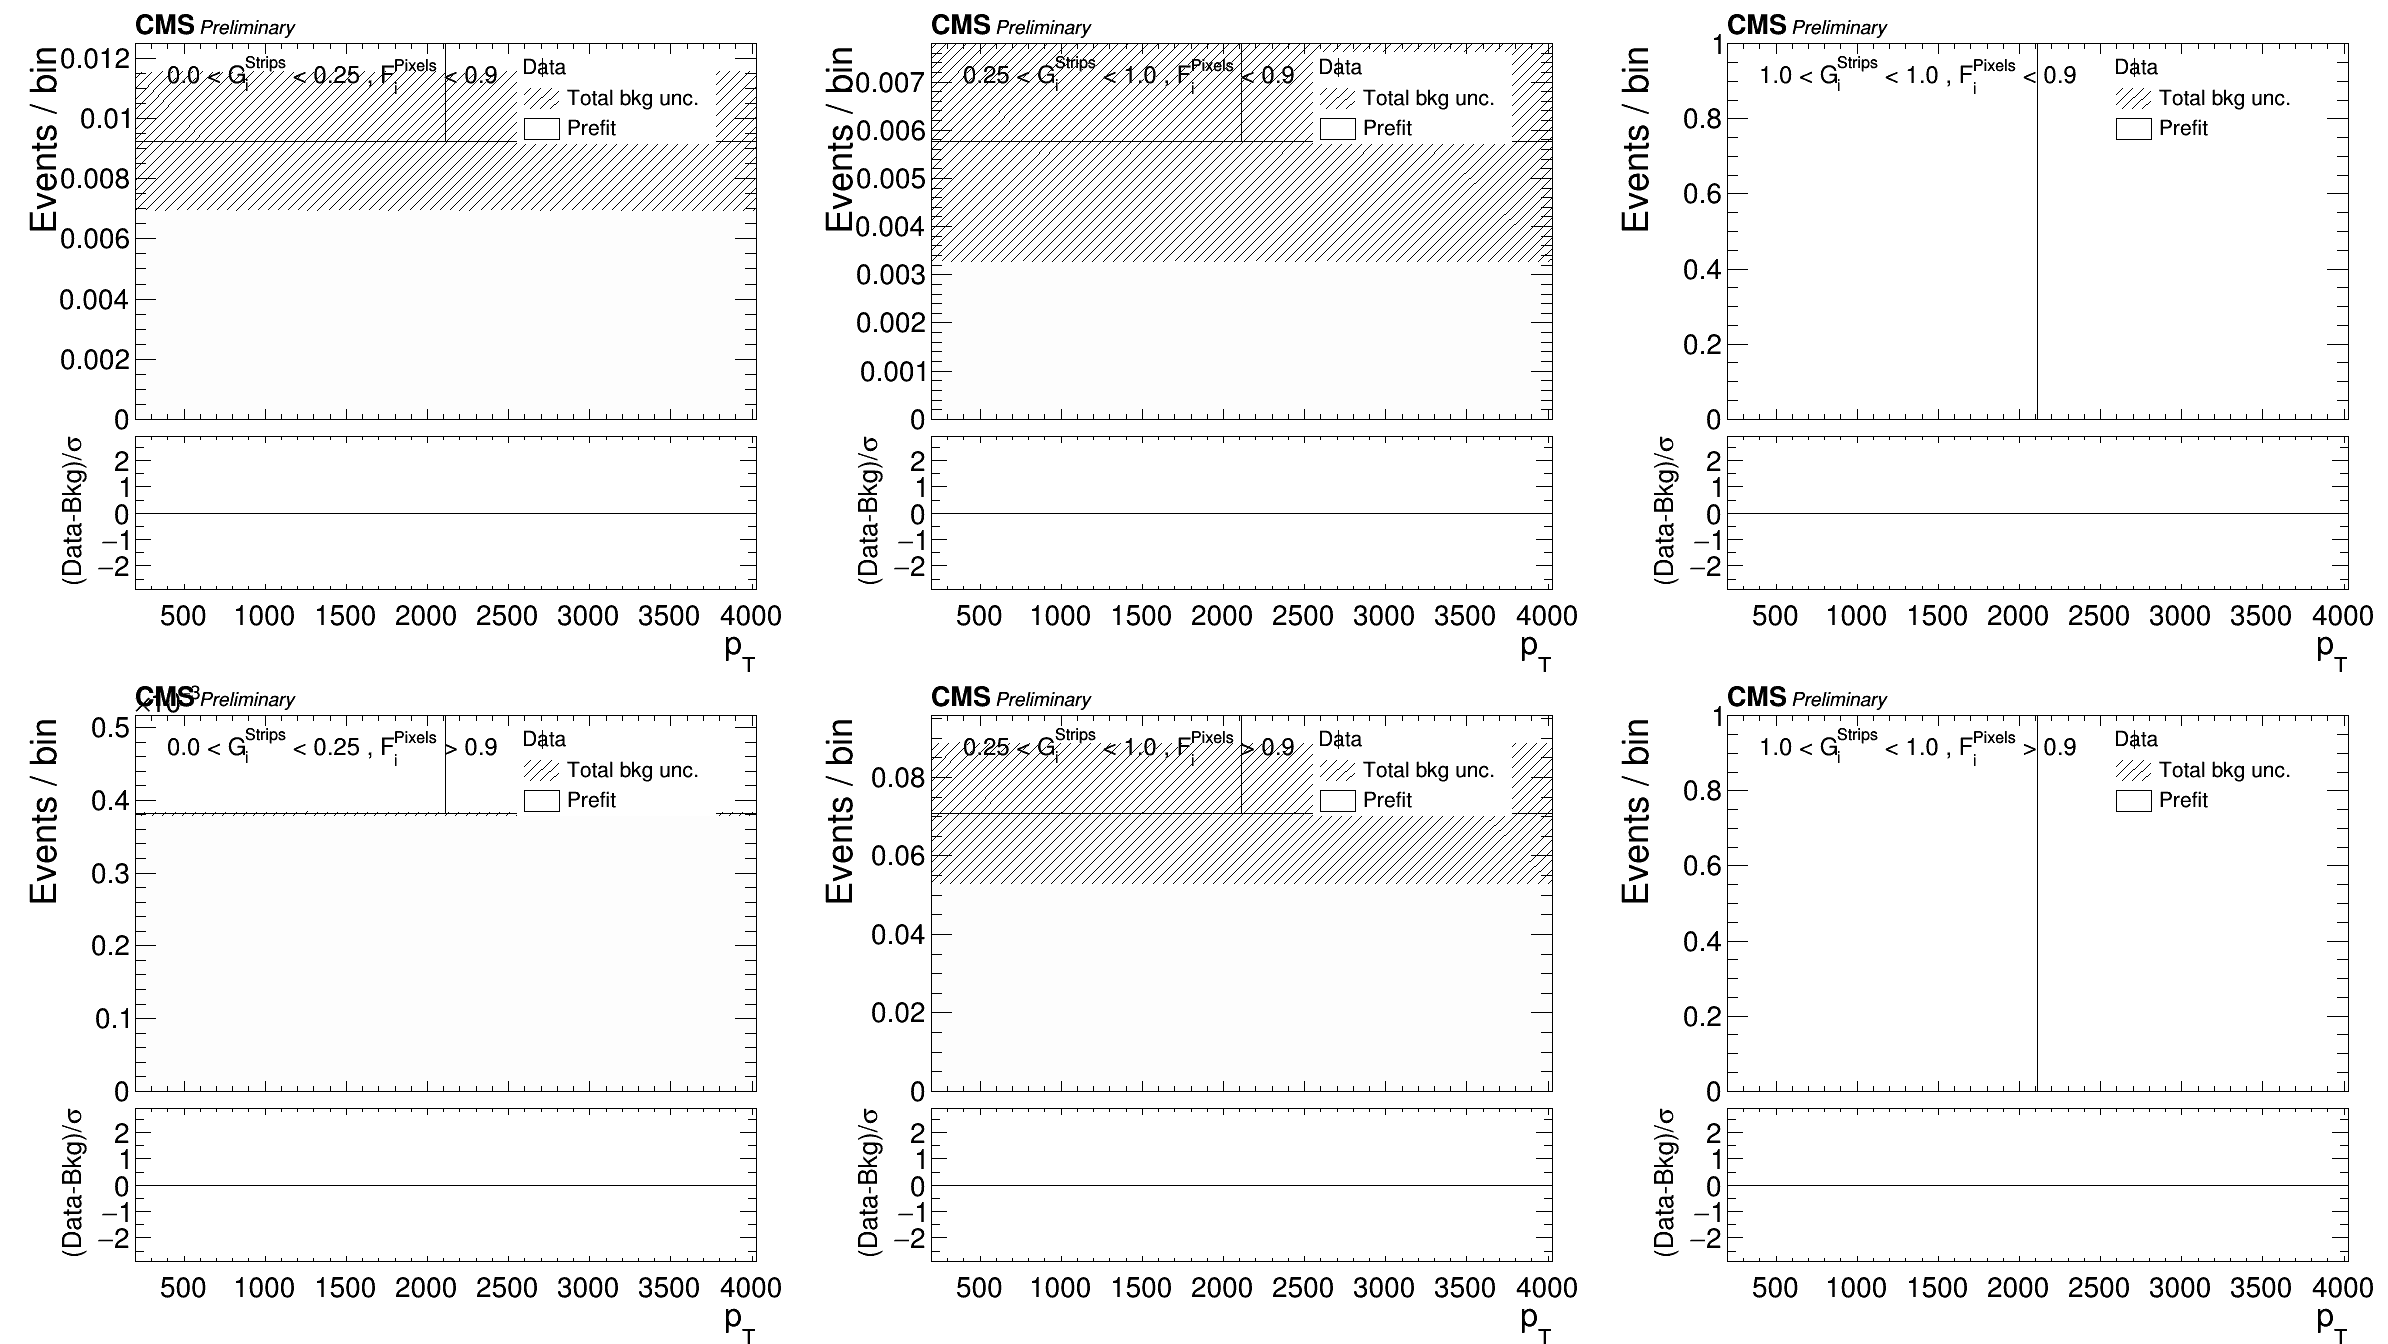 CMS Preliminary
Events / bin
0.012
0.01
0.008
0.006
0.004
0.002
0
0.0 < G_i^Strips < 0.25 , F_i^Pixels < 0.9
Data
Total bkg unc.
Prefit
(Data-Bkg)/σ
2
1
0
−1
−2
500 1000 1500 2000 2500 3000 3500 4000
p_T
CMS Preliminary
Events / bin
0.007
0.006
0.005
0.004
0.003
0.002
0.001
0
0.25 < G_i^Strips < 1.0 , F_i^Pixels < 0.9
Data
Total bkg unc.
Prefit
(Data-Bkg)/σ
2
1
0
−1
−2
500 1000 1500 2000 2500 3000 3500 4000
p_T
CMS Preliminary
Events / bin
1
0.8
0.6
0.4
0.2
0
1.0 < G_i^Strips < 1.0 , F_i^Pixels < 0.9
Data
Total bkg unc.
Prefit
(Data-Bkg)/σ
2
1
0
−1
−2
500 1000 1500 2000 2500 3000 3500 4000
p_T
CMS Preliminary
×10^−3
Events / bin
0.5
0.4
0.3
0.2
0.1
0
0.0 < G_i^Strips < 0.25 , F_i^Pixels > 0.9
Data
Total bkg unc.
Prefit
(Data-Bkg)/σ
2
1
0
−1
−2
500 1000 1500 2000 2500 3000 3500 4000
p_T
CMS Preliminary
Events / bin
0.08
0.06
0.04
0.02
0
0.25 < G_i^Strips < 1.0 , F_i^Pixels > 0.9
Data
Total bkg unc.
Prefit
(Data-Bkg)/σ
2
1
0
−1
−2
500 1000 1500 2000 2500 3000 3500 4000
p_T
CMS Preliminary
Events / bin
1
0.8
0.6
0.4
0.2
0
1.0 < G_i^Strips < 1.0 , F_i^Pixels > 0.9
Data
Total bkg unc.
Prefit
(Data-Bkg)/σ
2
1
0
−1
−2
500 1000 1500 2000 2500 3000 3500 4000
p_T